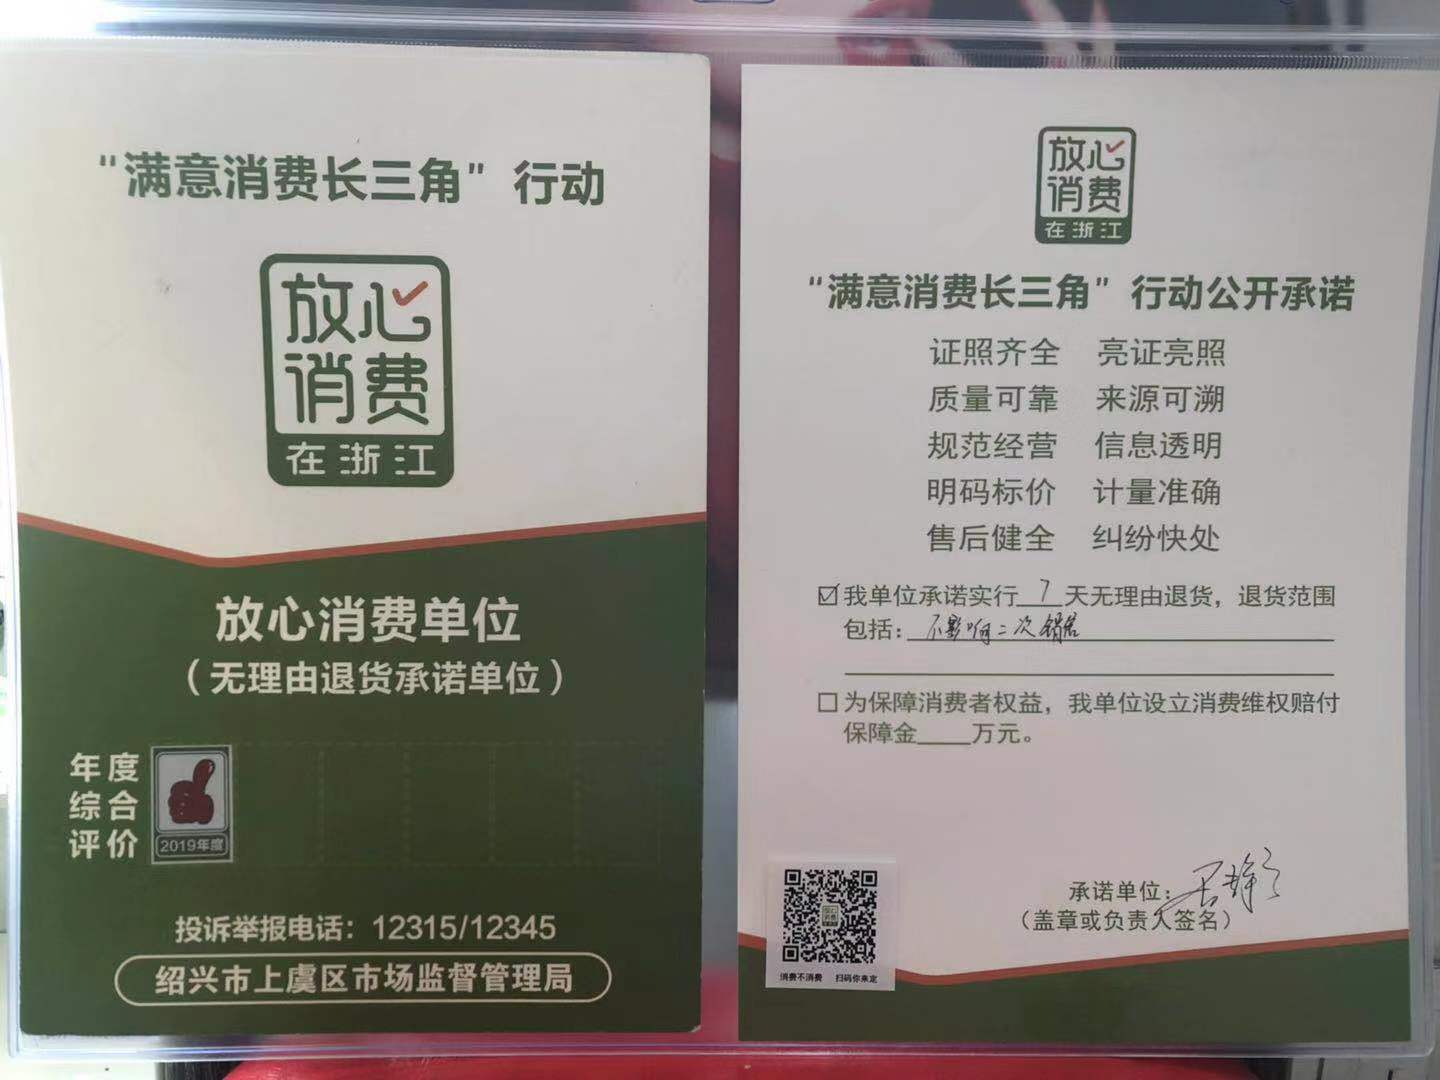 “满意消费长三角”行动
放心
消费
在浙江
放心消费单位
（无理由退货承诺单位）
年度
综合
评价
2019年度
投诉举报电话：12315/12345
绍兴市上虞区市场监督管理局
放心
消费
在浙江
“满意消费长三角”行动公开承诺
证照齐全 亮证亮照
质量可靠 来源可溯
规范经营 信息透明
明码标价 计量准确
售后健全 纠纷快处
☑我单位承诺实行 7 天无理由退货，退货范围
包括：不影响二次销售
☐为保障消费者权益，我单位设立消费维权赔付
保障金____万元。
承诺单位：
（盖章或负责人签名）
消费不消费 扫码你来定